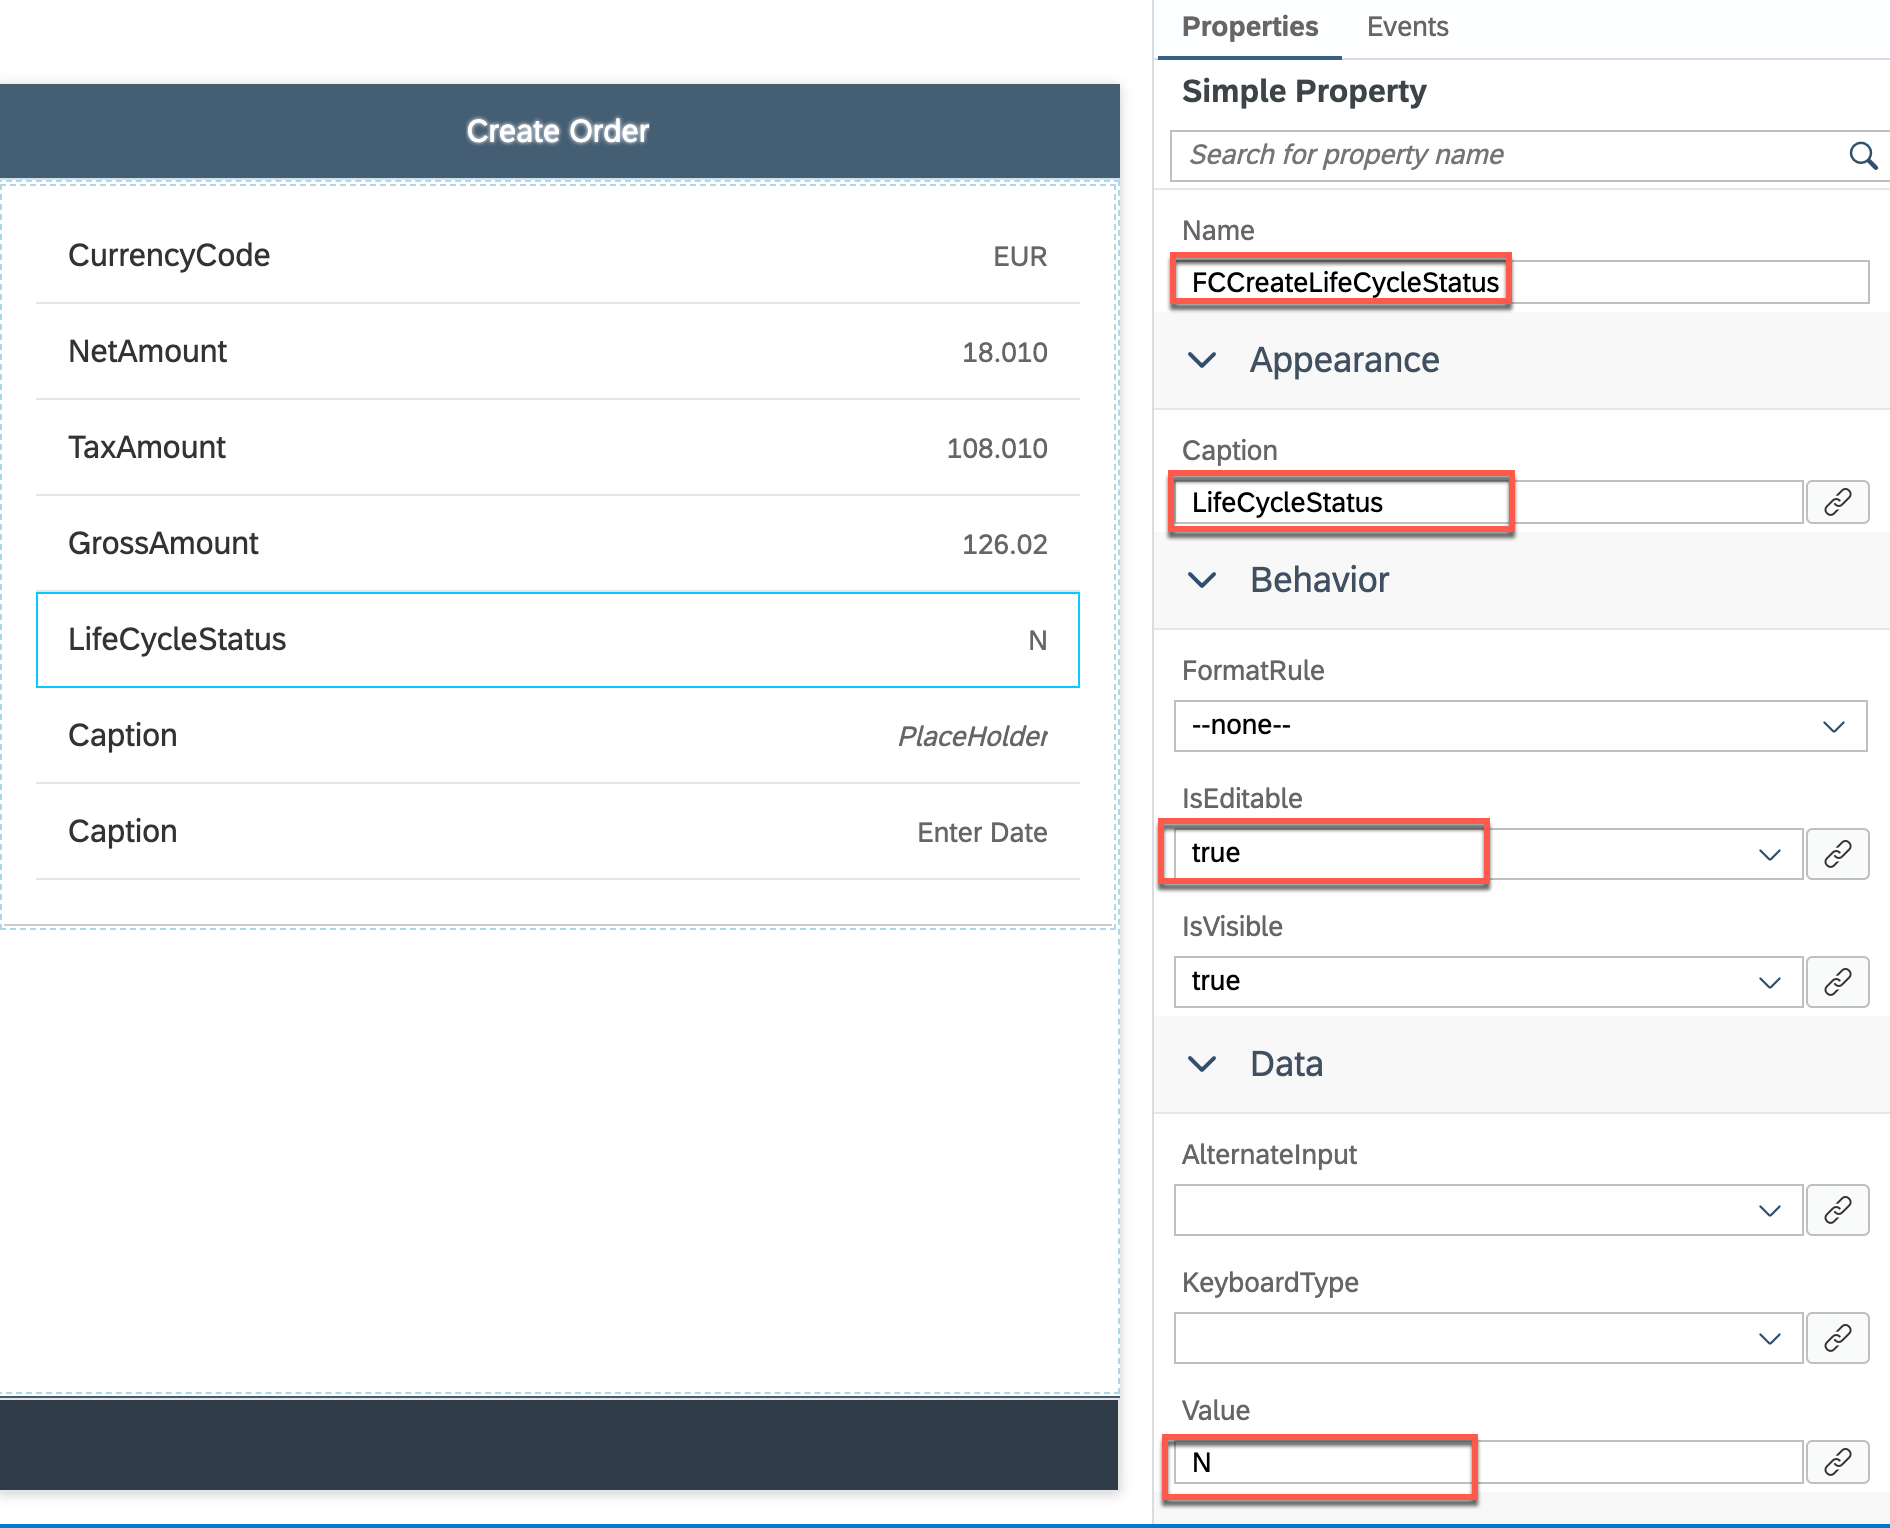 Create Order
CurrencyCode EUR
NetAmount 18.010
TaxAmount 108.010
GrossAmount 126.02
LifeCycleStatus N
Caption PlaceHolder
Caption Enter Date
Properties Events
Simple Property
Search for property name
Name
FCCreateLifeCycleStatus
Appearance
Caption
LifeCycleStatus
Behavior
FormatRule
--none--
IsEditable
true
IsVisible
true
Data
AlternateInput
KeyboardType
Value
N